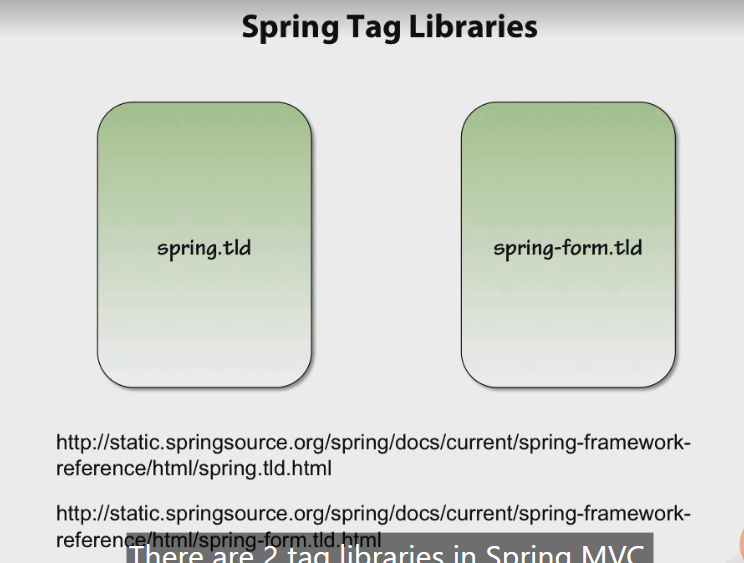 Spring Tag Libraries
spring.tld
spring-form.tld
http://static.springsource.org/spring/docs/current/spring-framework-
reference/html/spring.tld.html
http://static.springsource.org/spring/docs/current/spring-framework-
reference/html/spring-form.tld.html
There are 2 tag libraries in Spring MVC